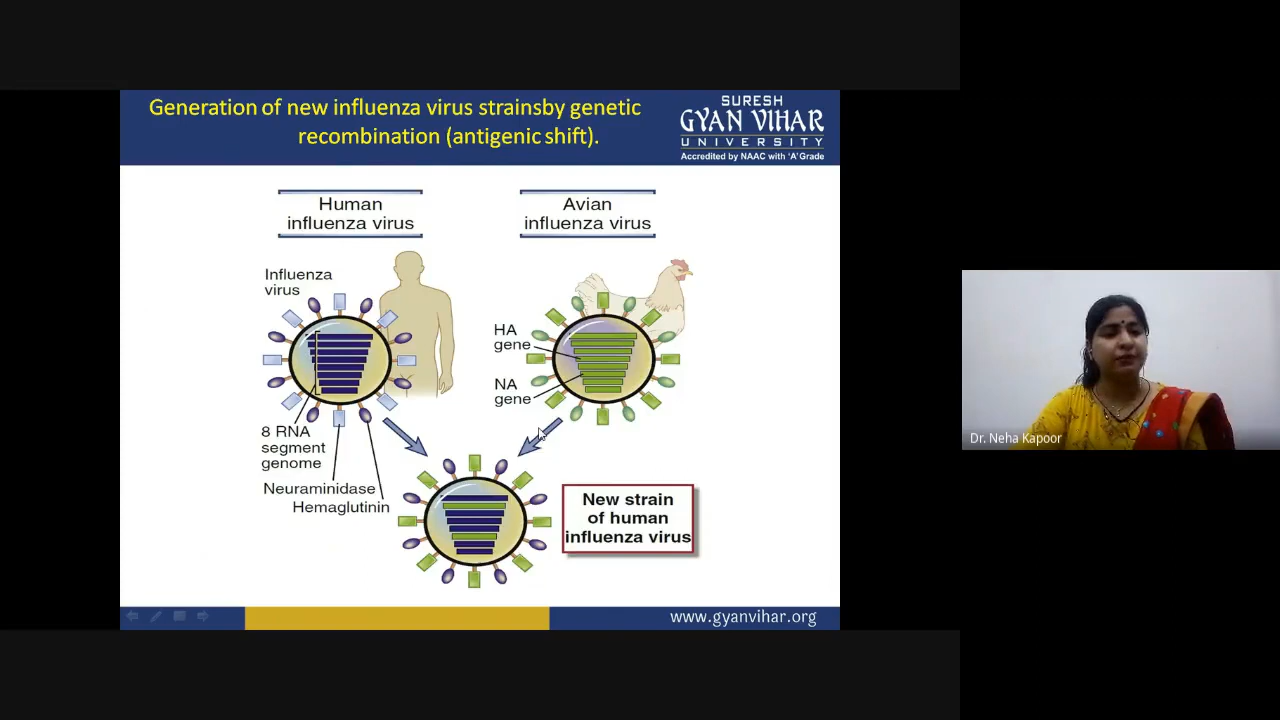 Generation of new influenza virus strainsby genetic
recombination (antigenic shift).
SURESH
GYAN VIHAR
UNIVERSITY
Accredited by NAAC with 'A' Grade
Human
influenza virus
Avian
influenza virus
Influenza
virus
HA
gene
NA
gene
8 RNA
segment
genome
Neuraminidase
Hemaglutinin
New strain
of human
influenza virus
www.gyanvihar.org
Dr. Neha Kapoor